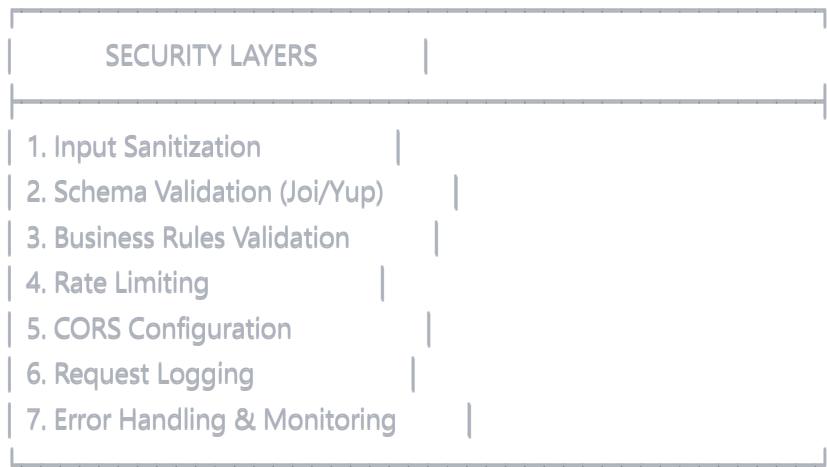 SECURITY LAYERS
1. Input Sanitization
2. Schema Validation (Joi/Yup)
3. Business Rules Validation
4. Rate Limiting
5. CORS Configuration
6. Request Logging
7. Error Handling & Monitoring